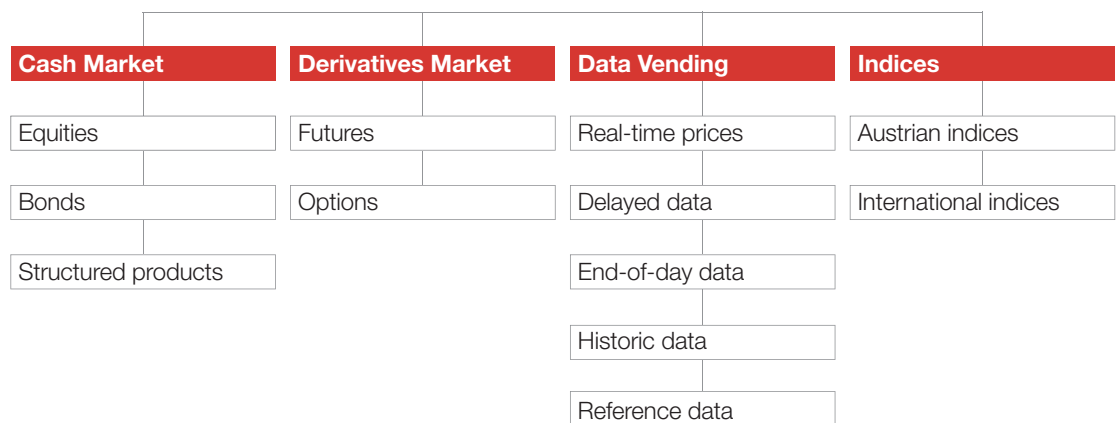 Cash Market
Equities
Bonds
Structured products
Derivatives Market
Futures
Options
Data Vending
Real-time prices
Delayed data
End-of-day data
Historic data
Reference data
Indices
Austrian indices
International indices